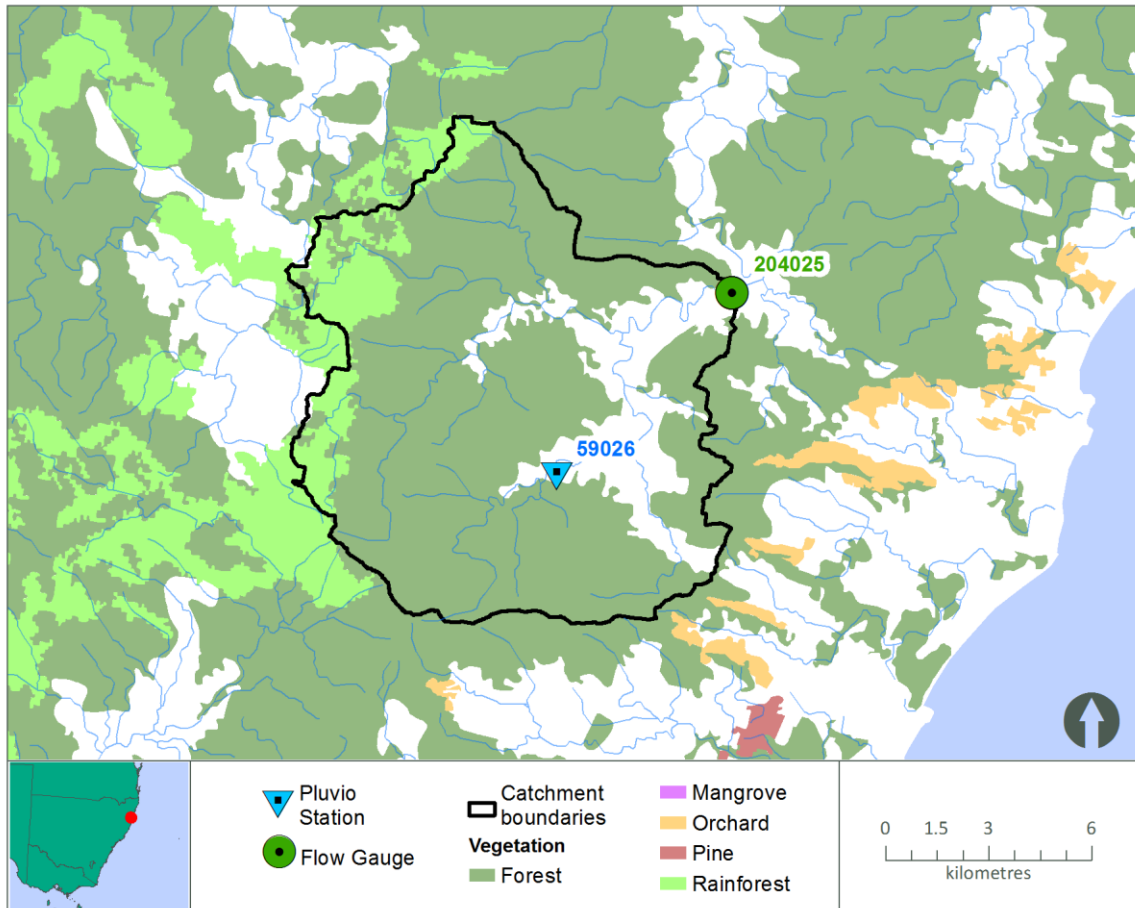 204025
59026
Pluvio
Station
Flow Gauge
Catchment
boundaries
Vegetation
Forest
Mangrove
Orchard
Pine
Rainforest
0 1.5 3 6
kilometres